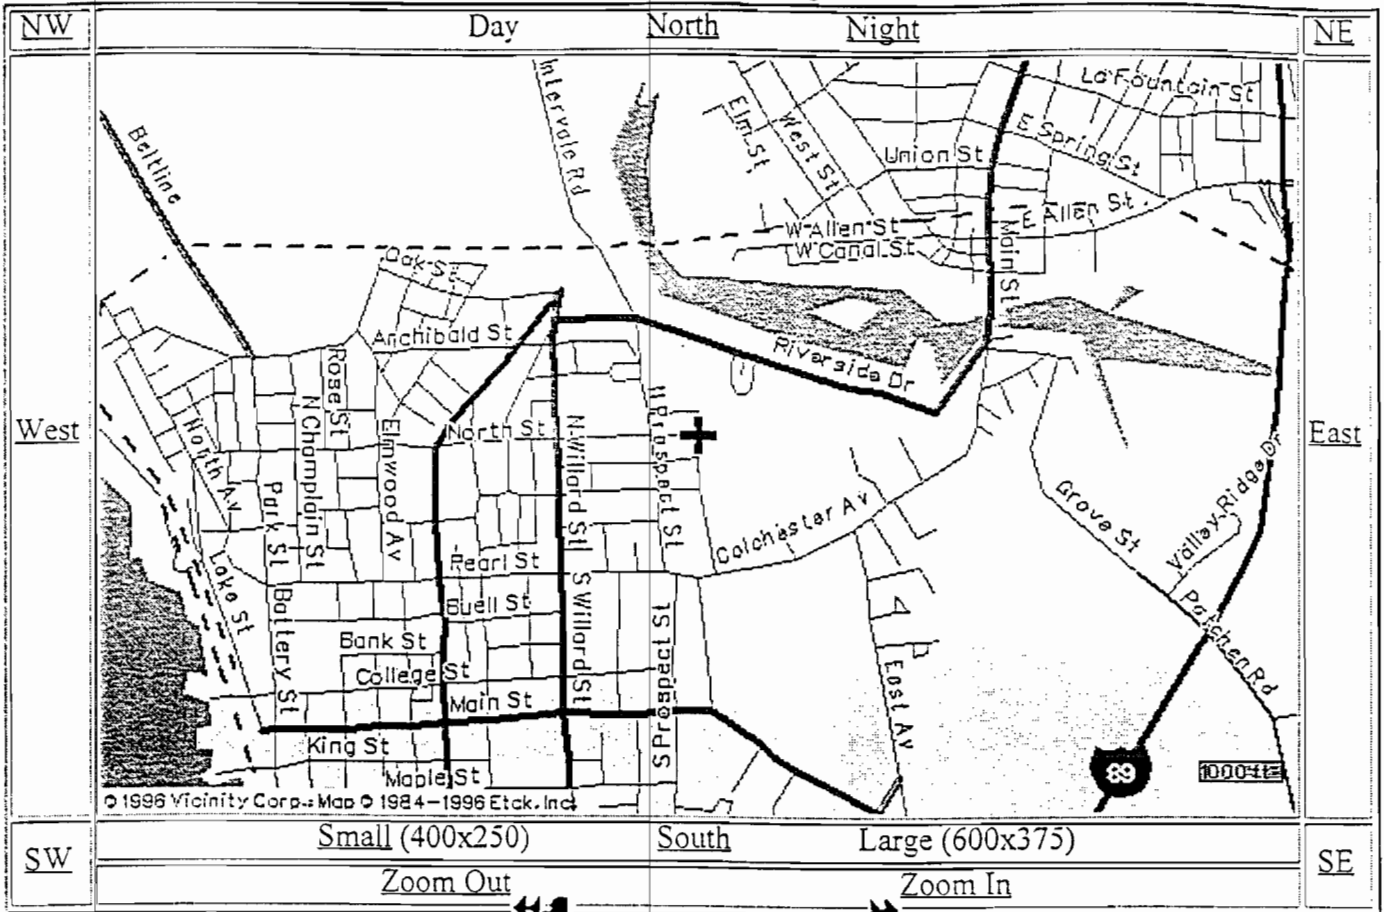 NW
Day
North
Night
NE
Intervale Rd
La Fountain St
Elm St
West St
E Spring St
Union St
Beltline
W Allen St
E Allen St
W Canal St
Main St
Oak St
Archibald St
Riverside Dr
Rose St
N Champlain St
Elmwood Av
North St
N Willard St
N Prospect St
West
East
North Av
Park St
Colchester Av
Grove St
Valley Ridge Dr
Pearl St
Lake St
Battery St
Buell St
S Willard St
S Prospect St
Patchen Rd
Bank St
College St
East Av
Main St
King St
89
1000 ft
Maple St
© 1996 Vicinity Corp.: Map © 1984-1996 Etak, Inc.
SW
Small (400x250)
South
Large (600x375)
SE
Zoom Out
Zoom In